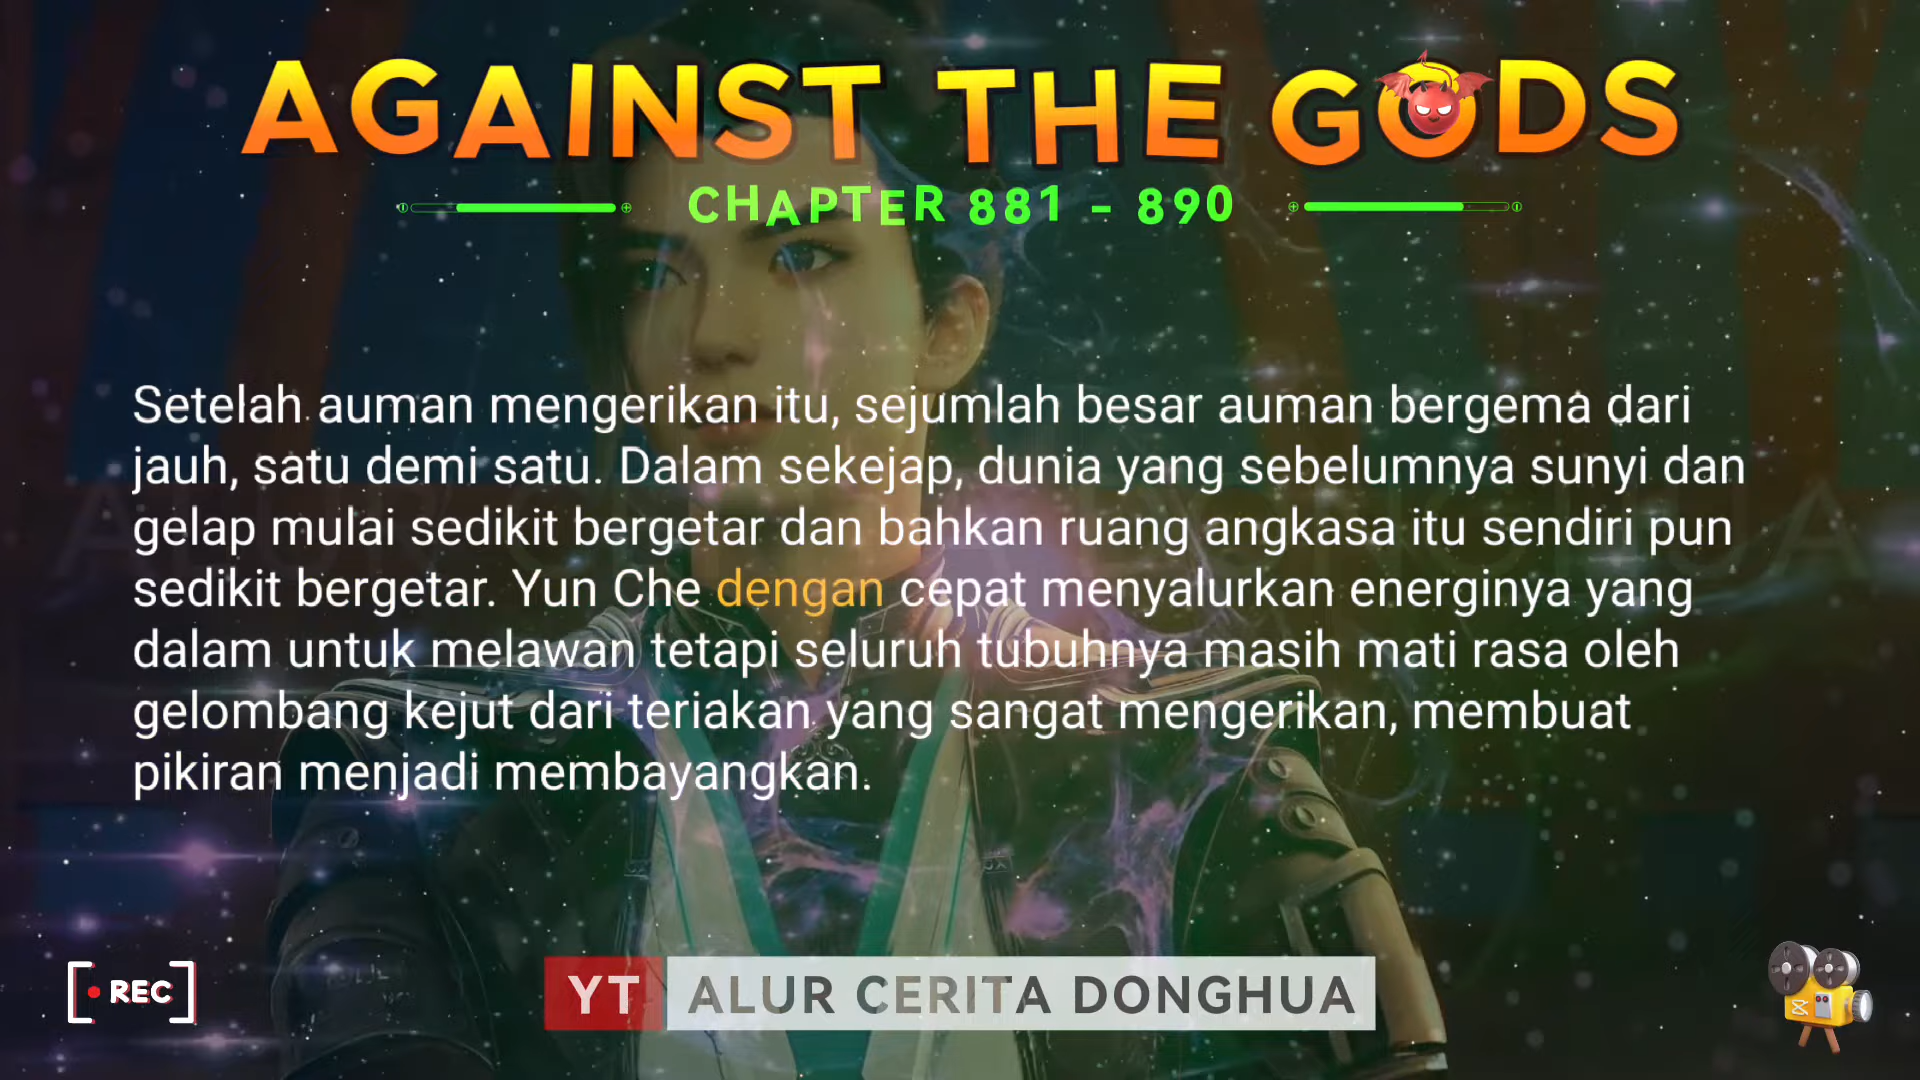 AGAINST THE GODS
CHAPTER 881 - 890
Setelah auman mengerikan itu, sejumlah besar auman bergema dari
jauh, satu demi satu. Dalam sekejap, dunia yang sebelumnya sunyi dan
gelap mulai sedikit bergetar dan bahkan ruang angkasa itu sendiri pun
sedikit bergetar. Yun Che dengan cepat menyalurkan energinya yang
dalam untuk melawan tetapi seluruh tubuhnya masih mati rasa oleh
gelombang kejut dari teriakan yang sangat mengerikan, membuat
pikiran menjadi membayangkan.
REC
YT ALUR CERITA DONGHUA